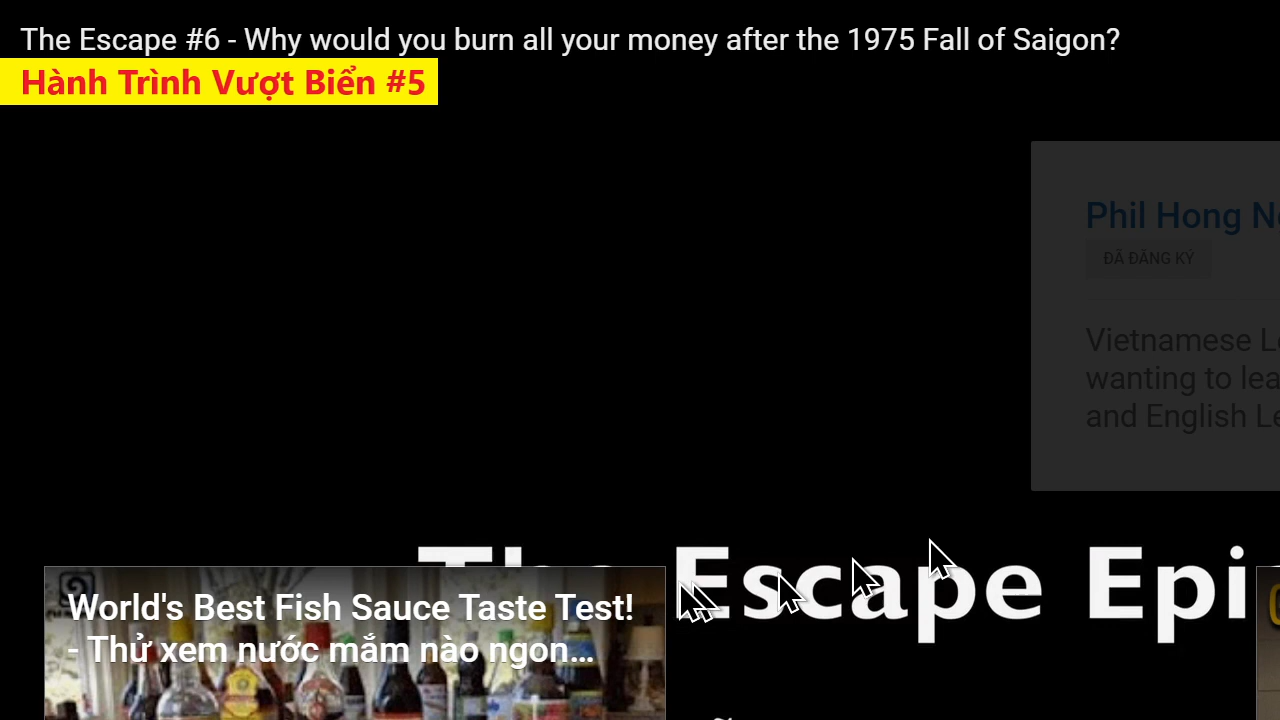 The Escape #6 - Why would you burn all your money after the 1975 Fall of Saigon?
Hành Trình Vượt Biển #5
Phil Hong
ĐÃ ĐĂNG KÝ
Vietnamese
wanting to
and English
The Escape Epi
World's Best Fish Sauce Taste Test!
- Thử xem nước mắm nào ngon...